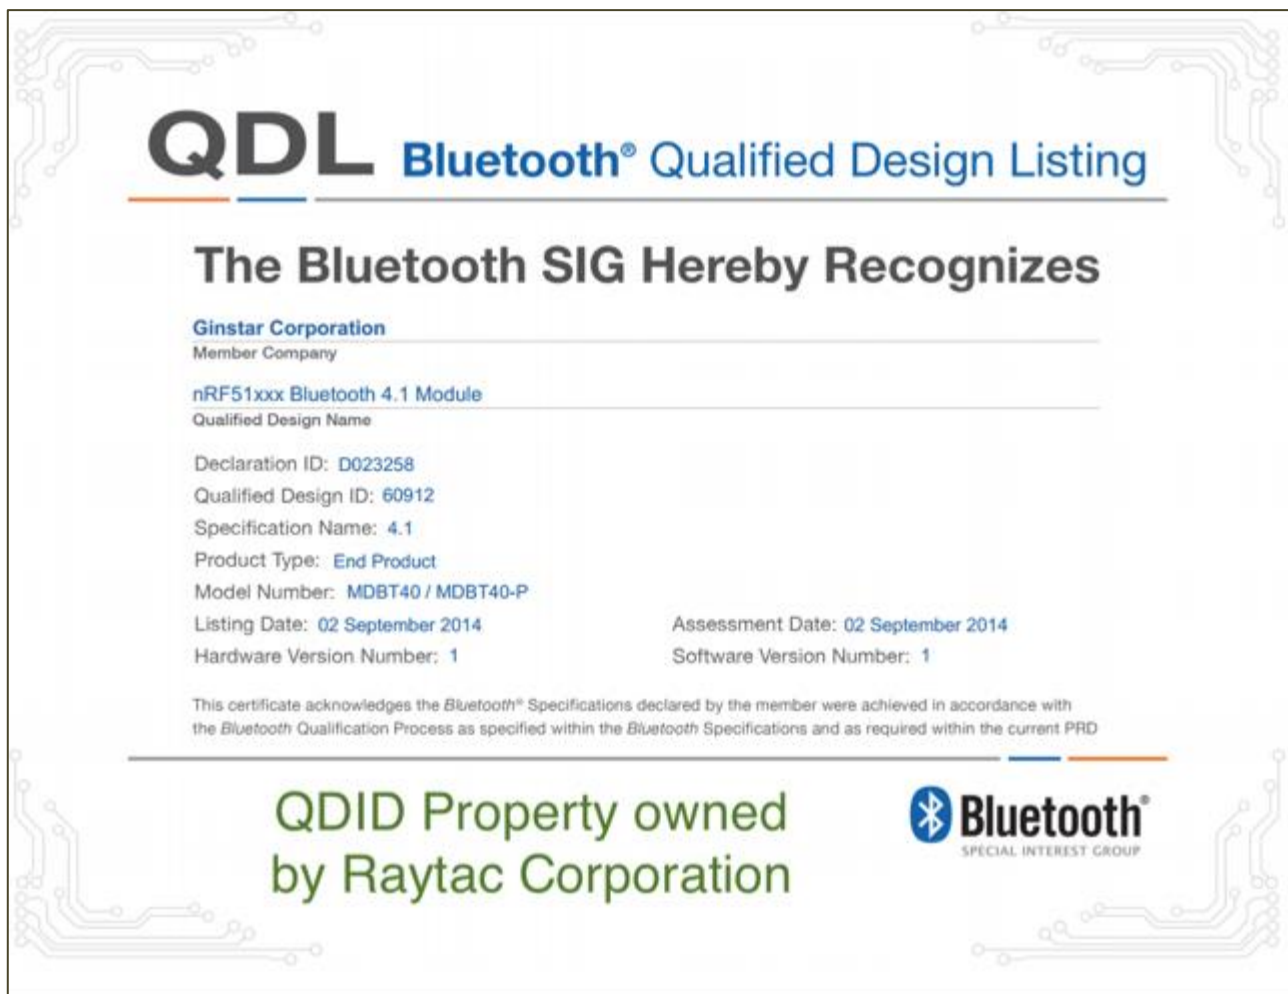 QDL Bluetooth® Qualified Design Listing
The Bluetooth SIG Hereby Recognizes
Ginstar Corporation
Member Company
nRF51xxx Bluetooth 4.1 Module
Qualified Design Name
Declaration ID: D023258
Qualified Design ID: 60912
Specification Name: 4.1
Product Type: End Product
Model Number: MDBT40 / MDBT40-P
Listing Date: 02 September 2014 Assessment Date: 02 September 2014
Hardware Version Number: 1 Software Version Number: 1
This certificate acknowledges the Bluetooth® Specifications declared by the member were achieved in accordance with
the Bluetooth Qualification Process as specified within the Bluetooth Specifications and as required within the current PRD
QDID Property owned
by Raytac Corporation
Bluetooth®
SPECIAL INTEREST GROUP